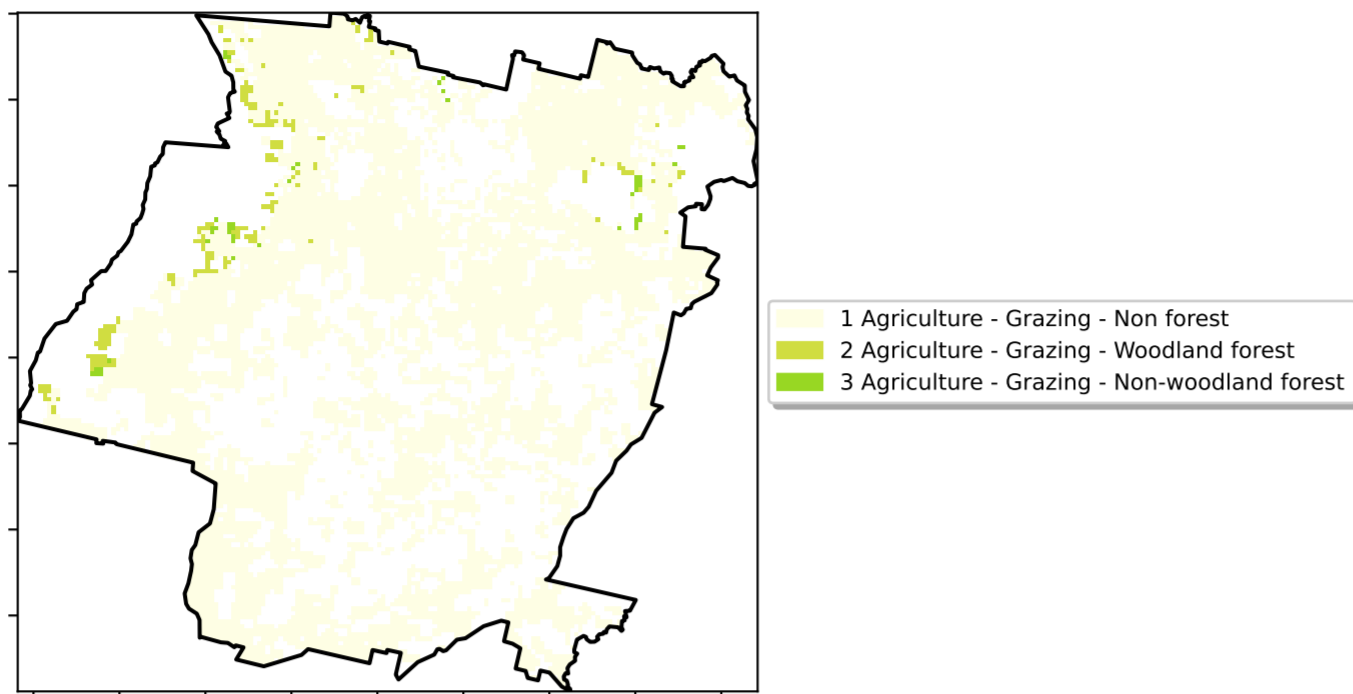 1 Agriculture - Grazing - Non forest
2 Agriculture - Grazing - Woodland forest
3 Agriculture - Grazing - Non-woodland forest